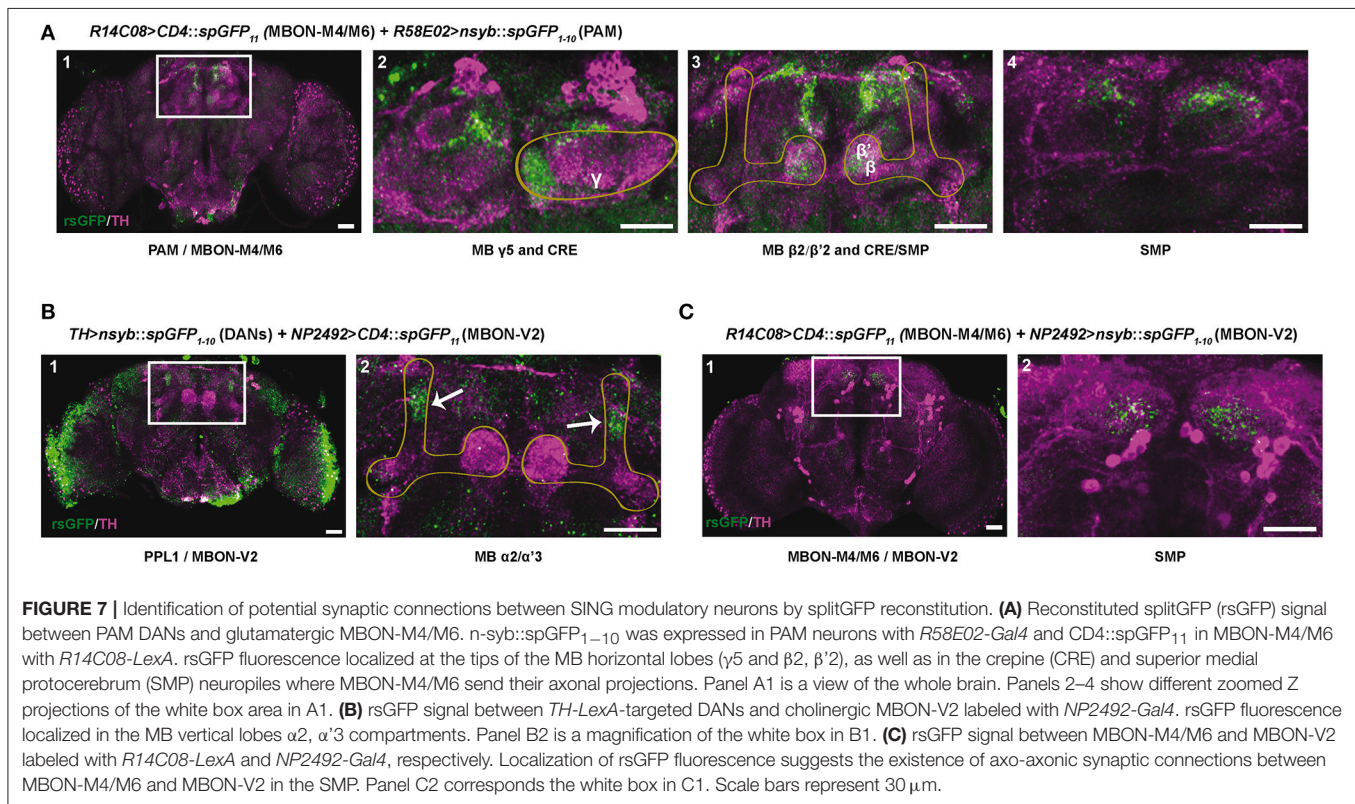 A R14C08>CD4::spGFP11 (MBON-M4/M6) + R58E02>nsyb::spGFP1-10 (PAM)
1 2 3 4
γ
β'
β
rsGFP/TH
PAM / MBON-M4/M6 MB γ5 and CRE MB β2/β'2 and CRE/SMP SMP
B TH>nsyb::spGFP1-10 (DANs) + NP2492>CD4::spGFP11 (MBON-V2)
1 2
rsGFP/TH
PPL1 / MBON-V2 MB α2/α'3
C R14C08>CD4::spGFP11 (MBON-M4/M6) + NP2492>nsyb::spGFP1-10 (MBON-V2)
1 2
rsGFP/TH
MBON-M4/M6 / MBON-V2 SMP
FIGURE 7 | Identification of potential synaptic connections between SING modulatory neurons by splitGFP reconstitution. (A) Reconstituted splitGFP (rsGFP) signal
between PAM DANs and glutamatergic MBON-M4/M6. n-syb::spGFP1–10 was expressed in PAM neurons with R58E02-Gal4 and CD4::spGFP11 in MBON-M4/M6
with R14C08-LexA. rsGFP fluorescence localized at the tips of the MB horizontal lobes (γ5 and β2, β'2), as well as in the crepine (CRE) and superior medial
protocerebrum (SMP) neuropiles where MBON-M4/M6 send their axonal projections. Panel A1 is a view of the whole brain. Panels 2–4 show different zoomed Z
projections of the white box area in A1. (B) rsGFP signal between TH-LexA-targeted DANs and cholinergic MBON-V2 labeled with NP2492-Gal4. rsGFP fluorescence
localized in the MB vertical lobes α2, α'3 compartments. Panel B2 is a magnification of the white box in B1. (C) rsGFP signal between MBON-M4/M6 and MBON-V2
labeled with R14C08-LexA and NP2492-Gal4, respectively. Localization of rsGFP fluorescence suggests the existence of axo-axonic synaptic connections between
MBON-M4/M6 and MBON-V2 in the SMP. Panel C2 corresponds the white box in C1. Scale bars represent 30 μm.